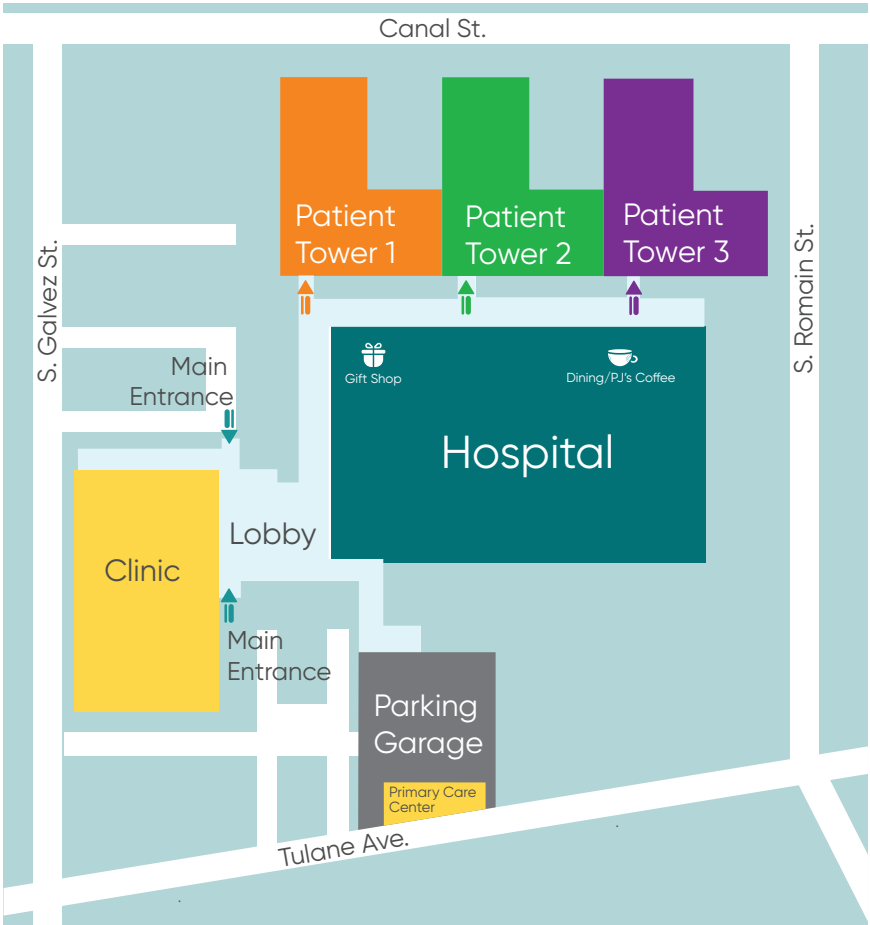 Canal St.
Patient
Tower 1
Patient
Tower 2
Patient
Tower 3
S. Galvez St.
S. Romain St.
Main
Entrance
Gift Shop
Dining/PJ's Coffee
Hospital
Lobby
Clinic
Main
Entrance
Parking
Garage
Primary Care
Center
Tulane Ave.